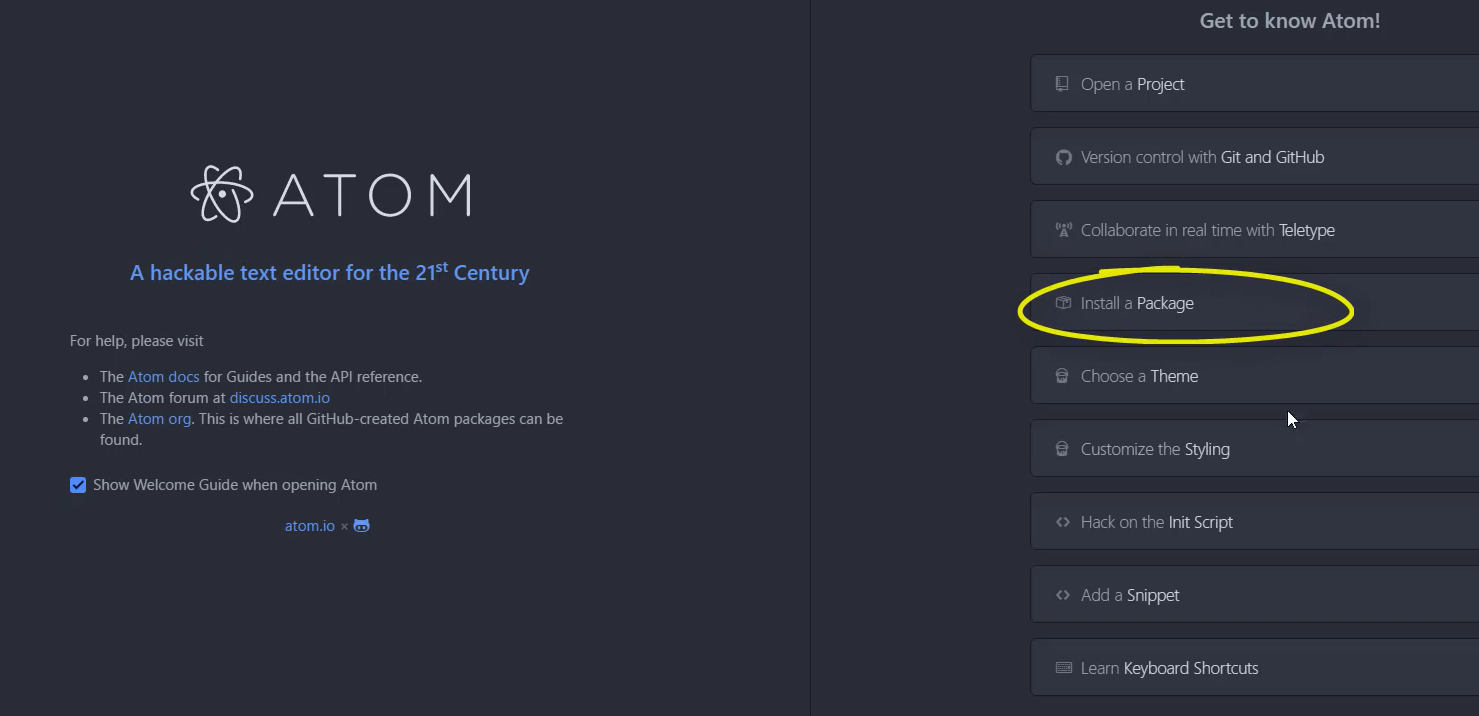 ATOM
A hackable text editor for the 21st Century
For help, please visit
The Atom docs for Guides and the API reference.
The Atom forum at discuss.atom.io
The Atom org. This is where all GitHub-created Atom packages can be
found.
Show Welcome Guide when opening Atom
atom.io ×
Get to know Atom!
Open a Project
Version control with Git and GitHub
Collaborate in real time with Teletype
Install a Package
Choose a Theme
Customize the Styling
Hack on the Init Script
Add a Snippet
Learn Keyboard Shortcuts